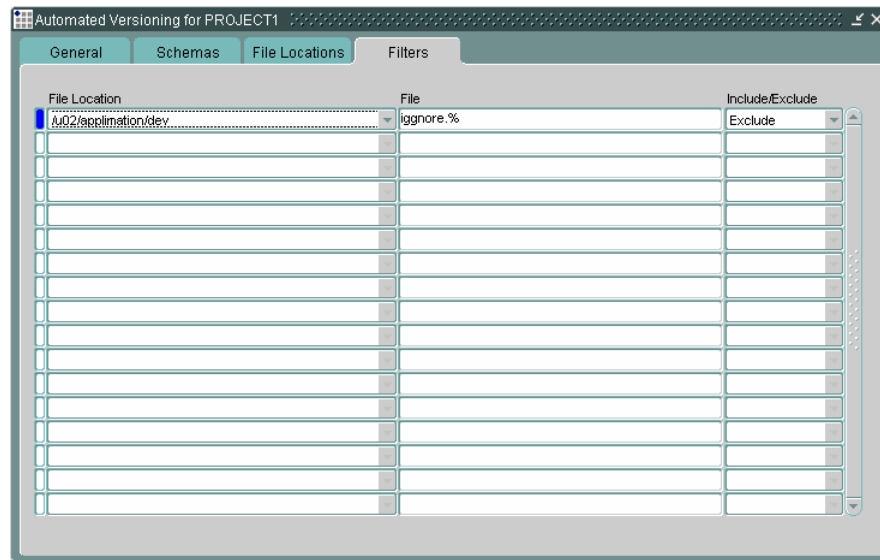 Automated Versioning for PROJECT1
General Schemas File Locations Filters
File Location File Include/Exclude
/u02/applimation/dev iggnore.% Exclude